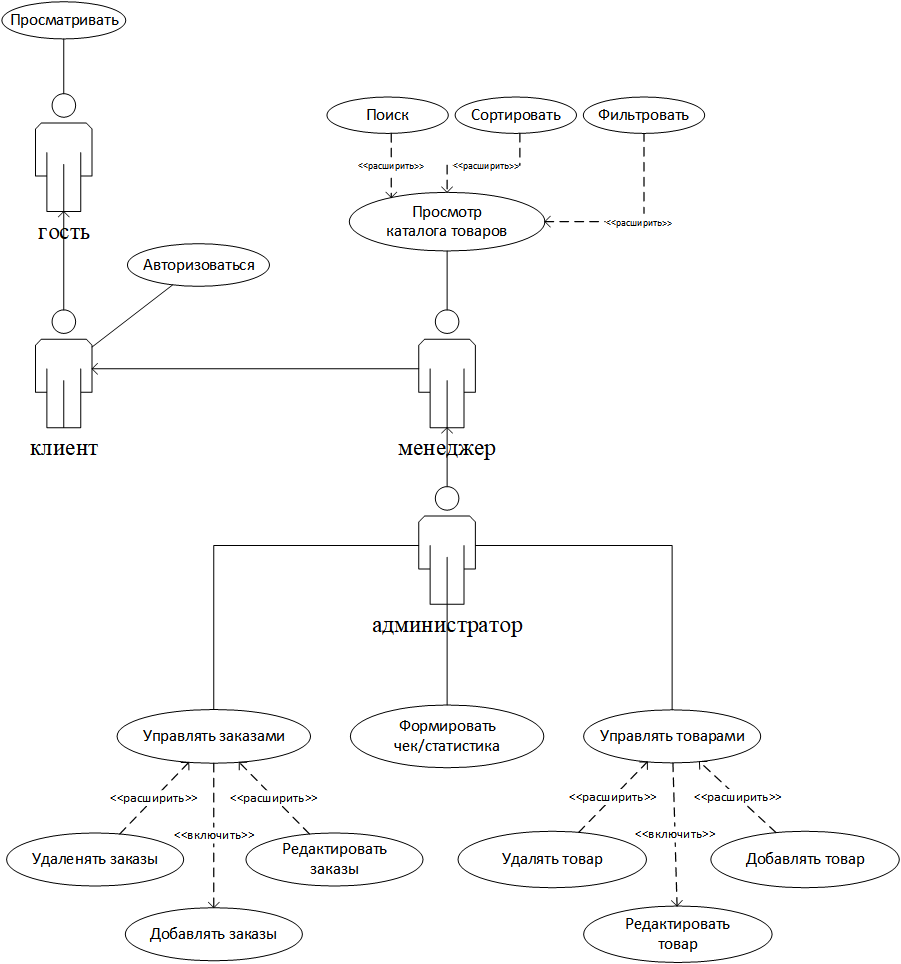 Просматривать
гость
Поиск
Сортировать
Фильтровать
<<расширить>>
<<расширить>>
<<расширить>>
Просмотр
каталога товаров
Авторизоваться
клиент
менеджер
администратор
Управлять заказами
Формировать
чек/статистика
Управлять товарами
<<расширить>>
<<расширить>>
<<включить>>
<<расширить>>
<<расширить>>
<<включить>>
Удаленять заказы
Редактировать
заказы
Добавлять заказы
Удалять товар
Добавлять товар
Редактировать
товар